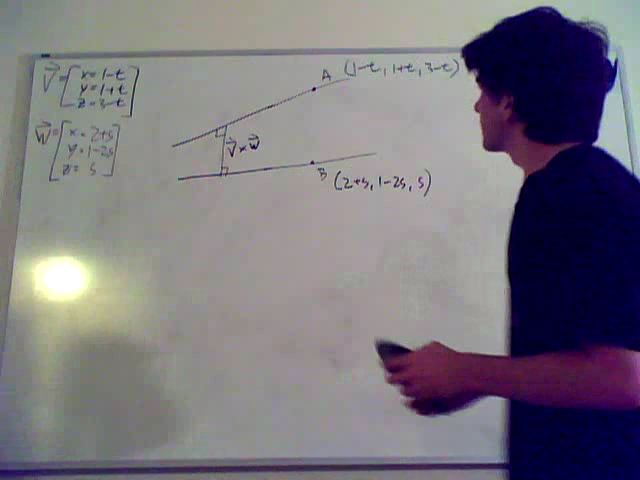 V⃗ = [x = 1-t
y = 1+t
z = 3-t]
W⃗ = [x = 2+s
y = 1-2s
z = s]
A (1-t, 1+t, 3-t)
V⃗ × W⃗
B (2+s, 1-2s, s)